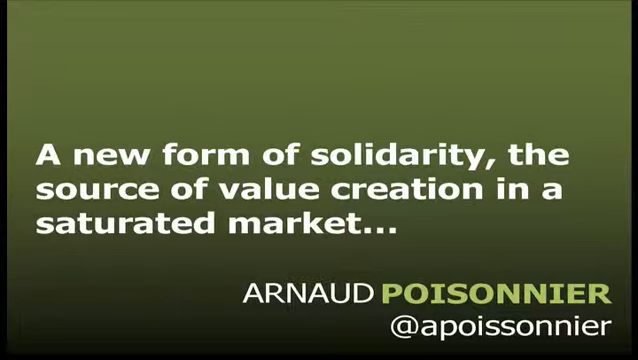 A new form of solidarity, the
source of value creation in a
saturated market...
ARNAUD POISONNIER
@apoissonnier